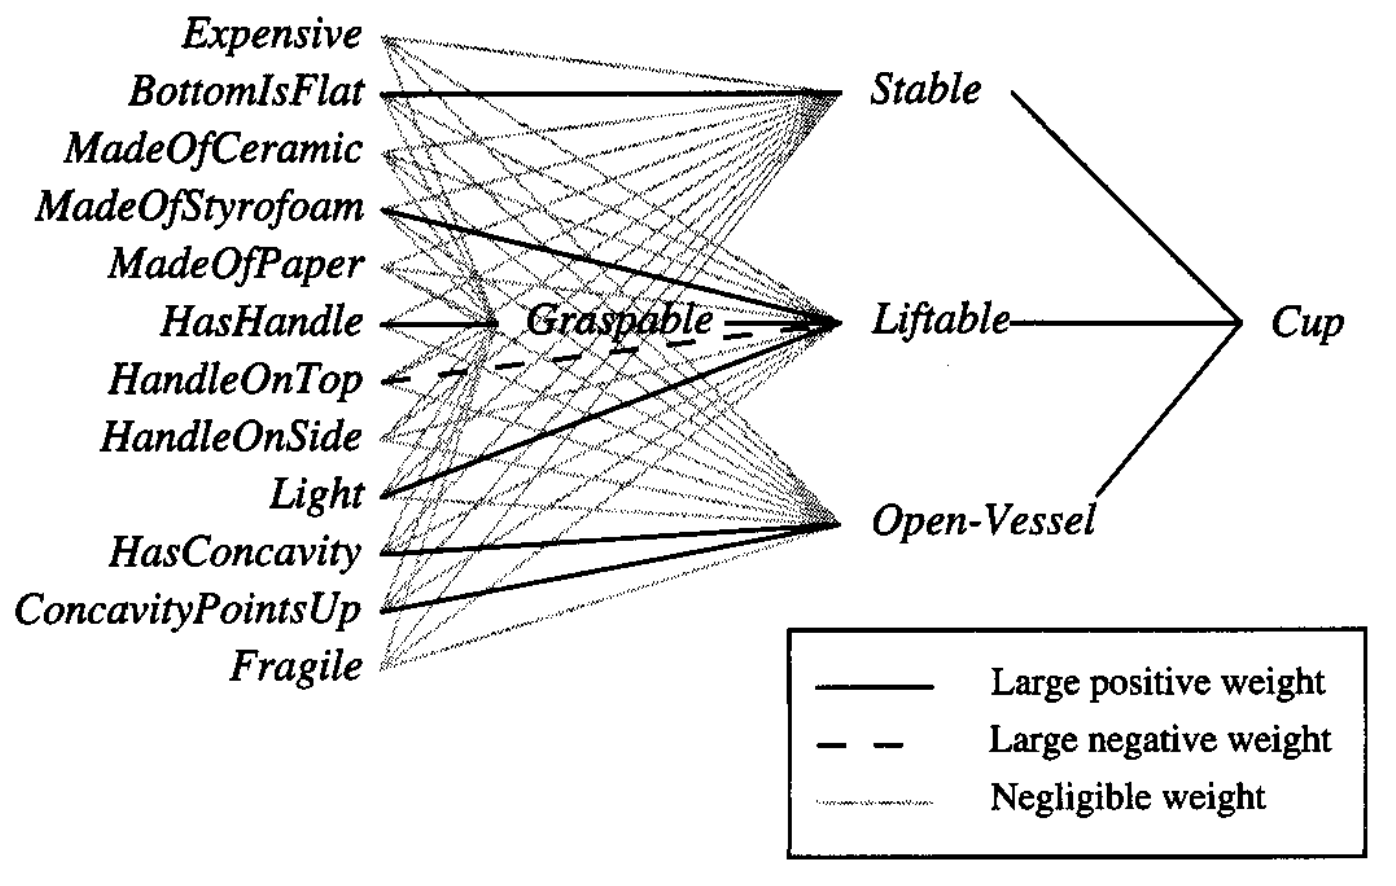 Expensive
BottomIsFlat
MadeOfCeramic
MadeOfStyrofoam
MadeOfPaper
HasHandle
HandleOnTop
HandleOnSide
Light
HasConcavity
ConcavityPointsUp
Fragile
Graspable
Stable
Liftable
Open-Vessel
Cup
Large positive weight
Large negative weight
Negligible weight